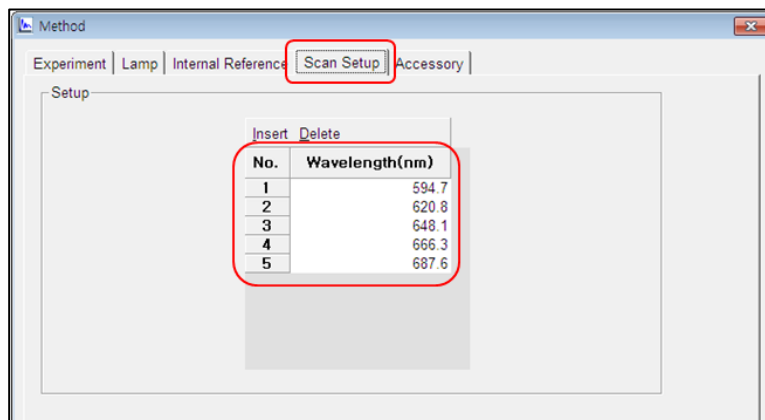 Method
Experiment Lamp Internal Reference Scan Setup Accessory
Setup
Insert Delete
No. Wavelength(nm)
1 594.7
2 620.8
3 648.1
4 666.3
5 687.6